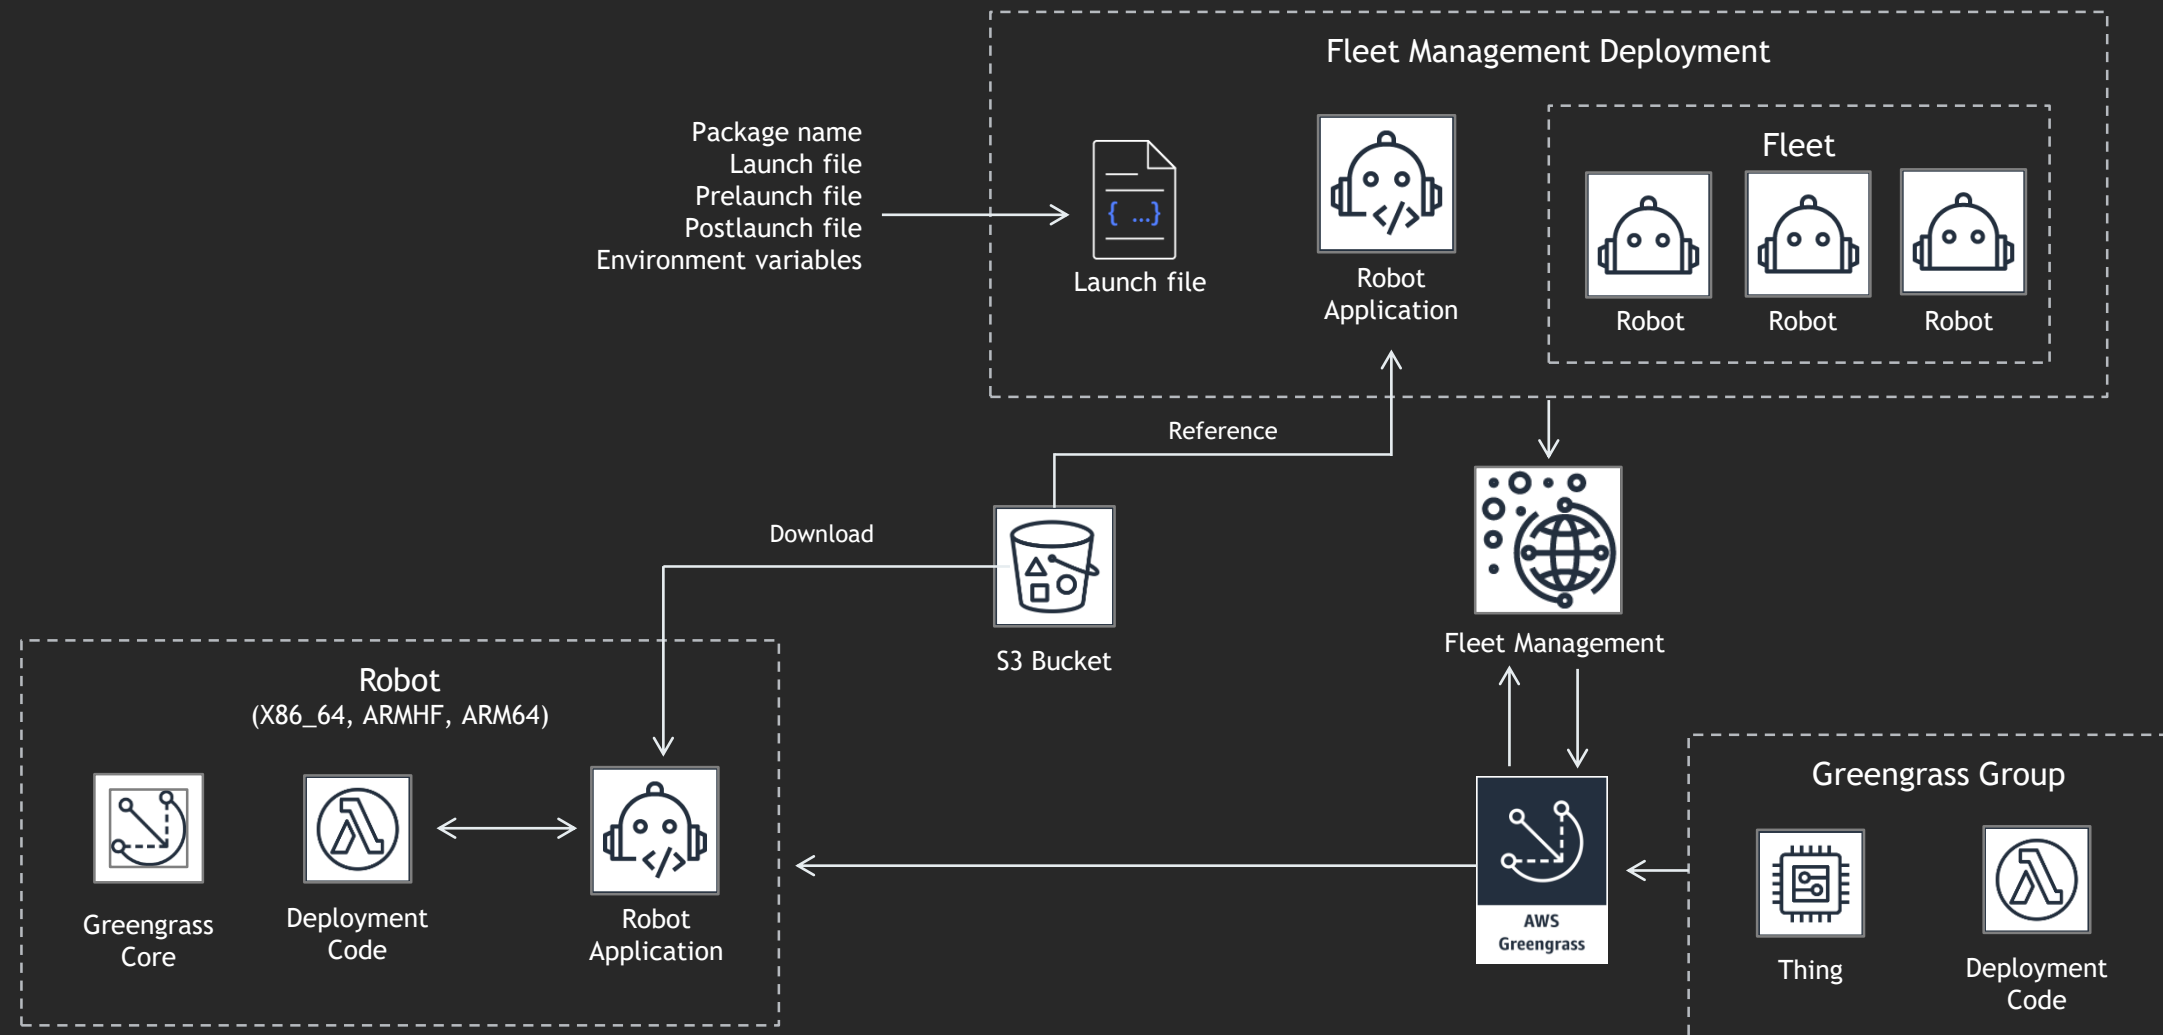 Fleet Management Deployment
Package name
Launch file
Prelaunch file
Postlaunch file
Environment variables
{ ...}
Launch file
Robot
Application
Fleet
Robot
Robot
Robot
Reference
Download
S3 Bucket
Fleet Management
Robot
(X86_64, ARMHF, ARM64)
Greengrass
Core
Deployment
Code
Robot
Application
AWS
Greengrass
Greengrass Group
Thing
Deployment
Code